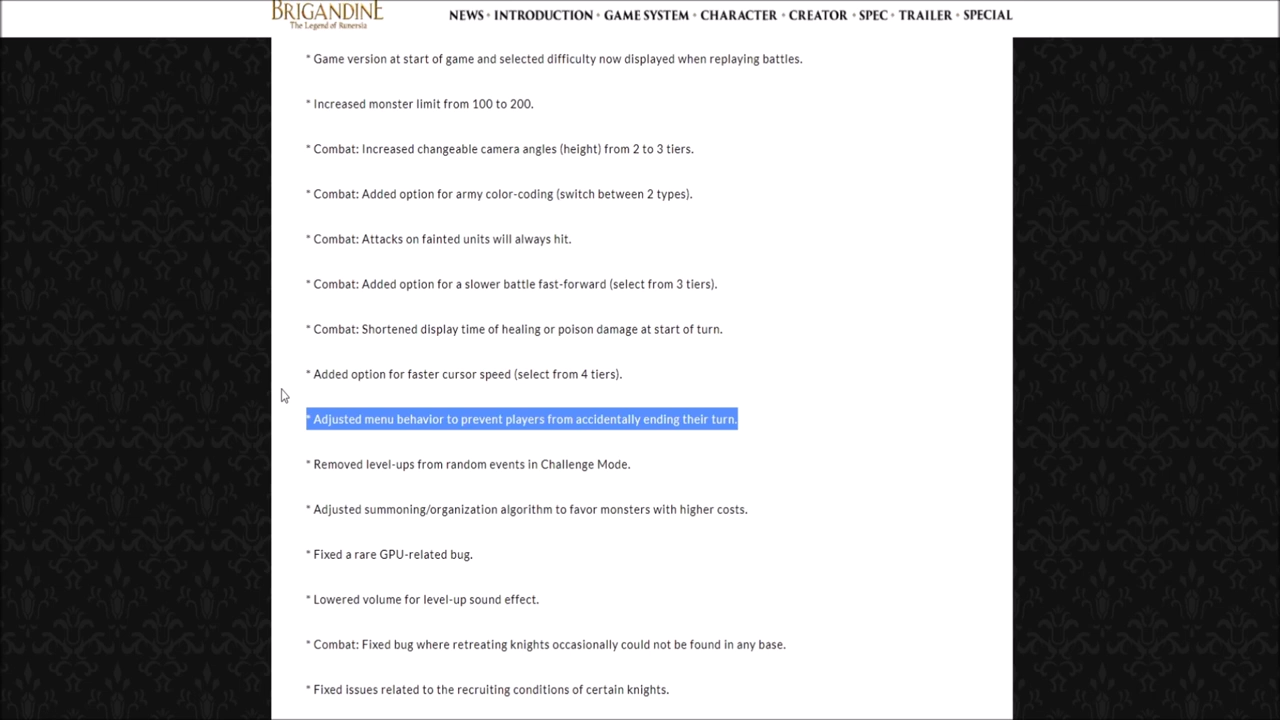 BRIGANDINE
The Legend of Runersia
NEWS • INTRODUCTION • GAME SYSTEM • CHARACTER • CREATOR • SPEC • TRAILER • SPECIAL
* Game version at start of game and selected difficulty now displayed when replaying battles.
* Increased monster limit from 100 to 200.
* Combat: Increased changeable camera angles (height) from 2 to 3 tiers.
* Combat: Added option for army color-coding (switch between 2 types).
* Combat: Attacks on fainted units will always hit.
* Combat: Added option for a slower battle fast-forward (select from 3 tiers).
* Combat: Shortened display time of healing or poison damage at start of turn.
* Added option for faster cursor speed (select from 4 tiers).
* Adjusted menu behavior to prevent players from accidentally ending their turn.
* Removed level-ups from random events in Challenge Mode.
* Adjusted summoning/organization algorithm to favor monsters with higher costs.
* Fixed a rare GPU-related bug.
* Lowered volume for level-up sound effect.
* Combat: Fixed bug where retreating knights occasionally could not be found in any base.
* Fixed issues related to the recruiting conditions of certain knights.